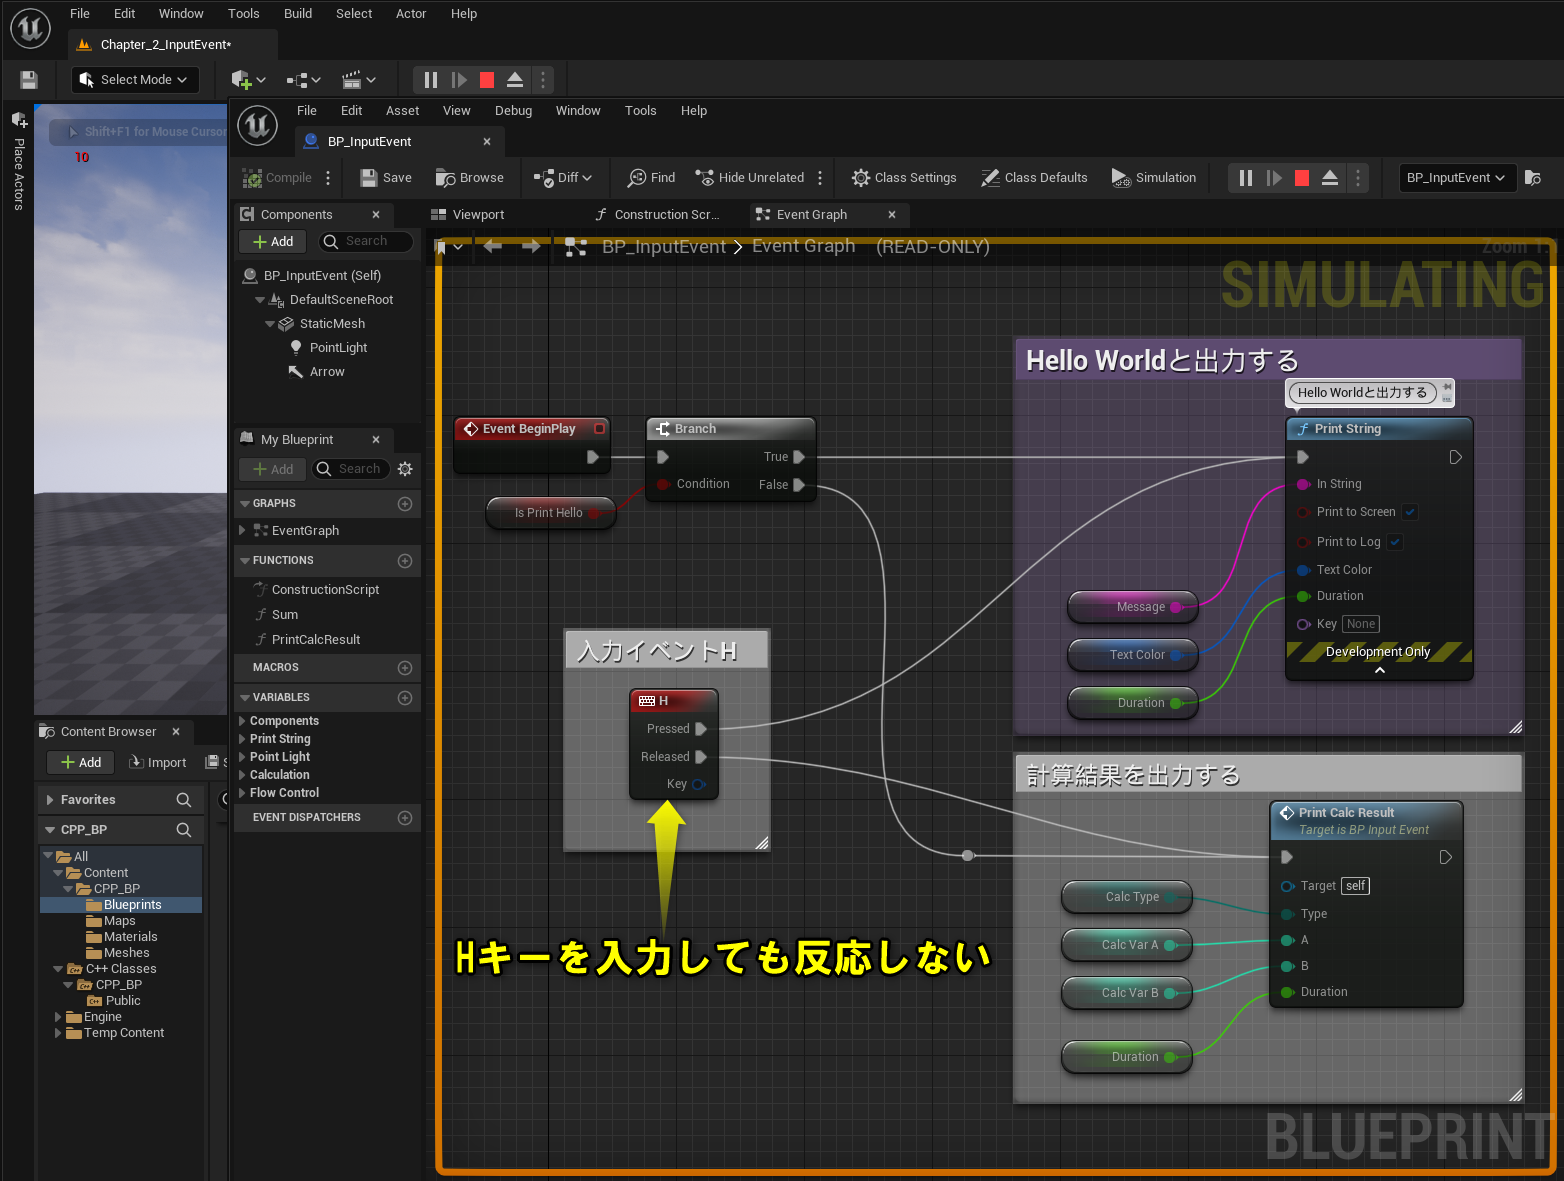 File Edit Window Tools Build Select Actor Help
Chapter_2_InputEvent*
Select Mode
Shift+F1 for Mouse Cursor
10
Place Actors
File Edit Asset View Debug Window Tools Help
BP_InputEvent
Compile Save Browse Diff Find Hide Unrelated Class Settings Class Defaults Simulation BP_InputEvent
Components
Add Search
BP_InputEvent (Self)
DefaultSceneRoot
StaticMesh
PointLight
Arrow
My Blueprint
Add Search
GRAPHS
EventGraph
FUNCTIONS
ConstructionScript
Sum
PrintCalcResult
MACROS
VARIABLES
Components
Print String
Point Light
Calculation
Flow Control
EVENT DISPATCHERS
Content Browser
Add Import S
Favorites
CPP_BP
All
Content
CPP_BP
Blueprints
Maps
Materials
Meshes
C++ Classes
CPP_BP
Public
Engine
Temp Content
Viewport Construction Scr... Event Graph
BP_InputEvent > Event Graph (READ-ONLY)
Zoom 1:
SIMULATING
Event BeginPlay
Branch
True
Condition
False
Is Print Hello
Hello Worldと出力する
Hello Worldと出力する
Print String
In String
Print to Screen
Print to Log
Text Color
Duration
Key None
Development Only
Message
Text Color
Duration
入力イベントH
H
Pressed
Released
Key
Hキーを入力しても反応しない
計算結果を出力する
Print Calc Result
Target is BP Input Event
Target self
Type
A
B
Duration
Calc Type
Calc Var A
Calc Var B
Duration
BLUEPRINT